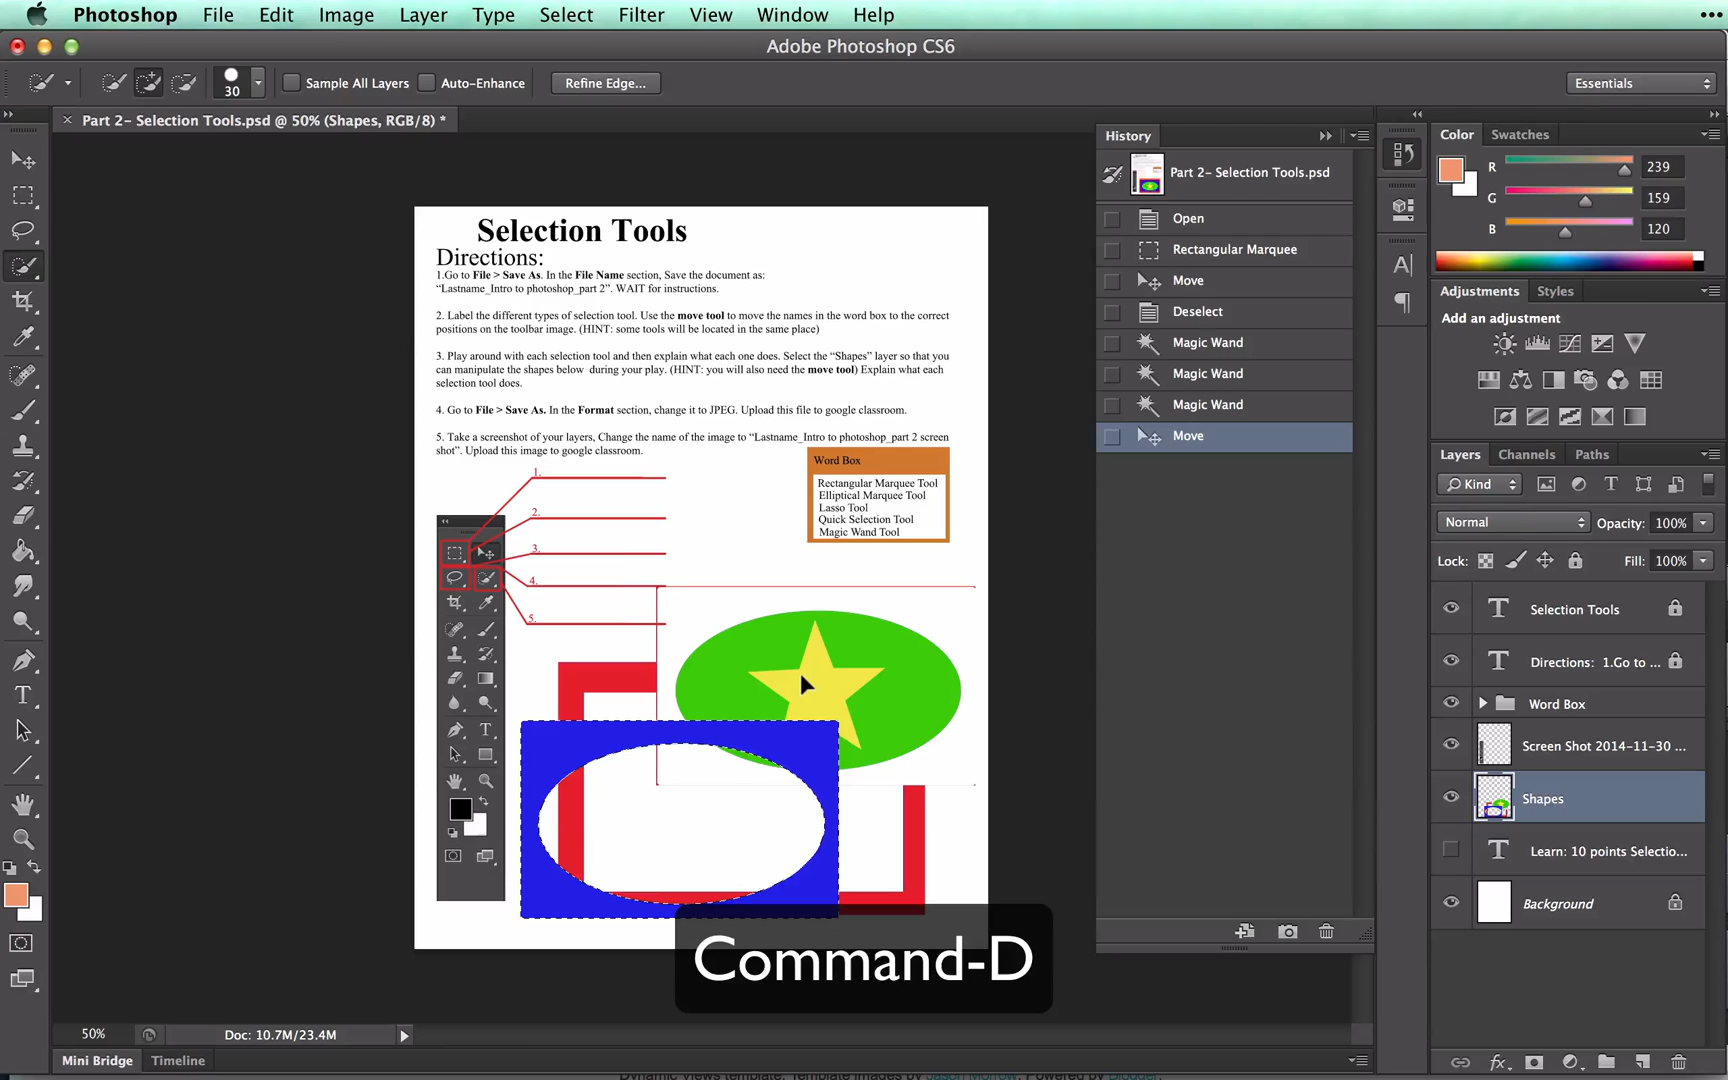 Photoshop File Edit Image Layer Type Select Filter View Window Help
Adobe Photoshop CS6
30 Sample All Layers Auto-Enhance Refine Edge... Essentials
× Part 2- Selection Tools.psd @ 50% (Shapes, RGB/8) *
Selection Tools
Directions:
1.Go to File > Save As. In the File Name section, Save the document as:
“Lastname_Intro to photoshop_part 2”. WAIT for instructions.
2. Label the different types of selection tool. Use the move tool to move the names in the word box to the correct
positions on the toolbar image. (HINT: some tools will be located in the same place)
3. Play around with each selection tool and then explain what each one does. Select the “Shapes” layer so that you
can manipulate the shapes below during your play. (HINT: you will also need the move tool) Explain what each
selection tool does.
4. Go to File > Save As. In the Format section, change it to JPEG. Upload this file to google classroom.
5. Take a screenshot of your layers, Change the name of the image to “Lastname_Intro to photoshop_part 2 screen
shot”. Upload this image to google classroom.
Word Box
Rectangular Marquee Tool
Elliptical Marquee Tool
Lasso Tool
Quick Selection Tool
Magic Wand Tool
1.
2.
3.
4.
5.
Command-D
50% Doc: 10.7M/23.4M
Mini Bridge Timeline
History
Part 2- Selection Tools.psd
Open
Rectangular Marquee
Move
Deselect
Magic Wand
Magic Wand
Magic Wand
Move
Color Swatches
R 239
G 159
B 120
Adjustments Styles
Add an adjustment
Layers Channels Paths
Kind
Normal Opacity: 100%
Lock: Fill: 100%
Selection Tools
Directions: 1.Go to ...
Word Box
Screen Shot 2014-11-30 ...
Shapes
Learn: 10 points Selectio...
Background